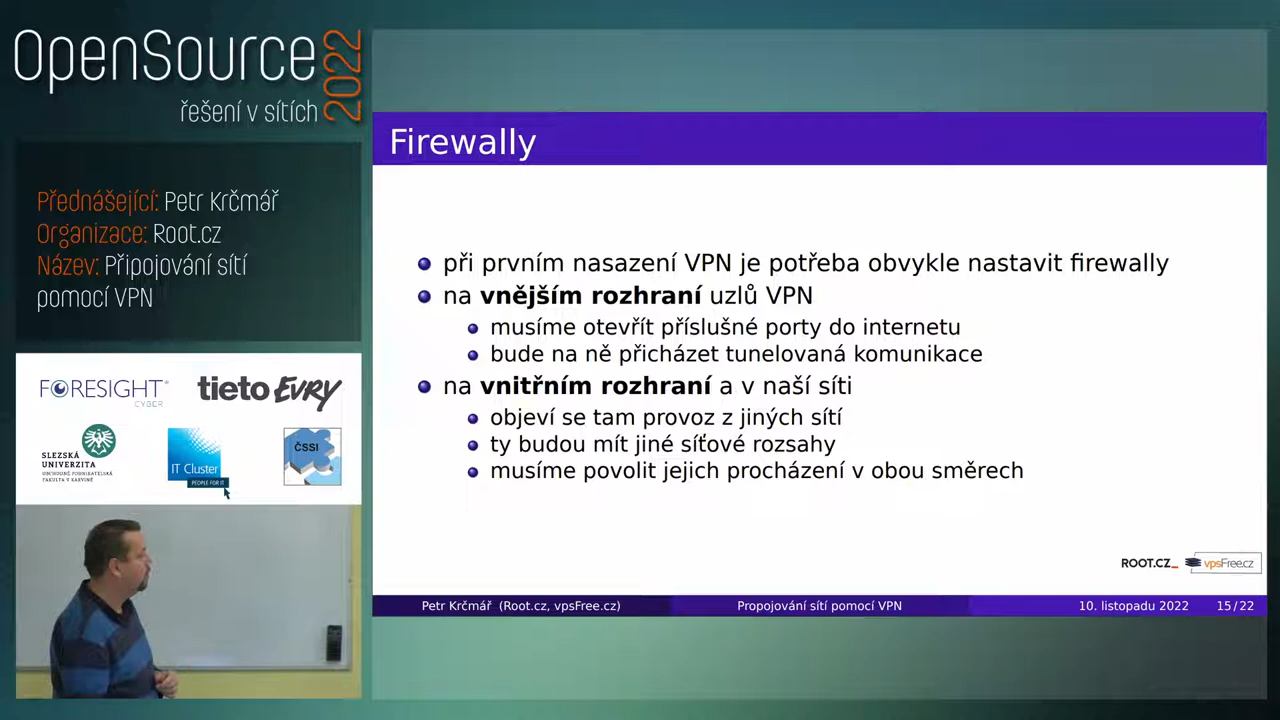 OpenSource
2022
řešení v sítích
Přednášející: Petr Krčmář
Organizace: Root.cz
Název: Připojování sítí
pomocí VPN
FORESIGHT
CYBER
tieto Evry
SLEZSKÁ
UNIVERZITA
OBCHODNĚ PODNIKATELSKÁ
FAKULTA V KARVINÉ
IT Cluster
PEOPLE FOR IT
ČSSI
Firewally
při prvním nasazení VPN je potřeba obvykle nastavit firewally
na vnějším rozhraní uzlů VPN
musíme otevřít příslušné porty do internetu
bude na ně přicházet tunelovaná komunikace
na vnitřním rozhraní a v naší síti
objeví se tam provoz z jiných sítí
ty budou mít jiné síťové rozsahy
musíme povolit jejich procházení v obou směrech
ROOT.CZ_
vpsFree.cz
Petr Krčmář (Root.cz, vpsFree.cz)
Propojování sítí pomocí VPN
10. listopadu 2022
15/22